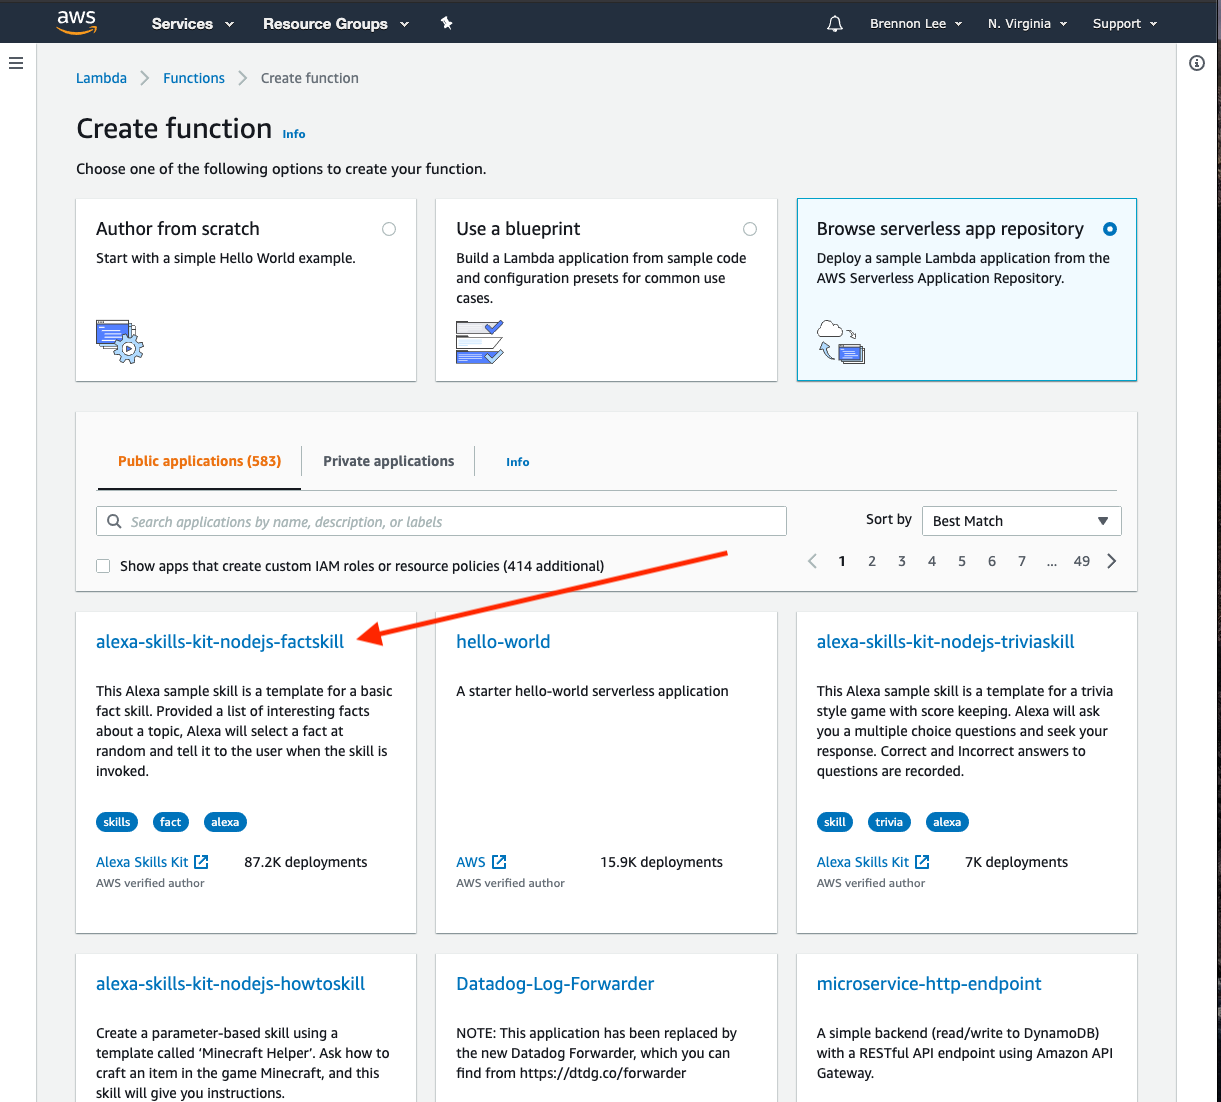 aws Services Resource Groups Brennon Lee N. Virginia Support
Lambda Functions Create function
Create function Info
Choose one of the following options to create your function.
Author from scratch
Start with a simple Hello World example.
Use a blueprint
Build a Lambda application from sample code
and configuration presets for common use
cases.
Browse serverless app repository
Deploy a sample Lambda application from the
AWS Serverless Application Repository.
Public applications (583) Private applications Info
Search applications by name, description, or labels
Sort by Best Match
Show apps that create custom IAM roles or resource policies (414 additional)
1 2 3 4 5 6 7 ... 49
alexa-skills-kit-nodejs-factskill
This Alexa sample skill is a template for a basic
fact skill. Provided a list of interesting facts
about a topic, Alexa will select a fact at
random and tell it to the user when the skill is
invoked.
skills fact alexa
Alexa Skills Kit 87.2K deployments
AWS verified author
hello-world
A starter hello-world serverless application
AWS 15.9K deployments
AWS verified author
alexa-skills-kit-nodejs-triviaskill
This Alexa sample skill is a template for a trivia
style game with score keeping. Alexa will ask
you a multiple choice questions and seek your
response. Correct and Incorrect answers to
questions are recorded.
skill trivia alexa
Alexa Skills Kit 7K deployments
AWS verified author
alexa-skills-kit-nodejs-howtoskill
Create a parameter-based skill using a
template called ‘Minecraft Helper’. Ask how to
craft an item in the game Minecraft, and this
skill will give you instructions.
Datadog-Log-Forwarder
NOTE: This application has been replaced by
the new Datadog Forwarder, which you can
find from https://dtdg.co/forwarder
microservice-http-endpoint
A simple backend (read/write to DynamoDB)
with a RESTful API endpoint using Amazon API
Gateway.